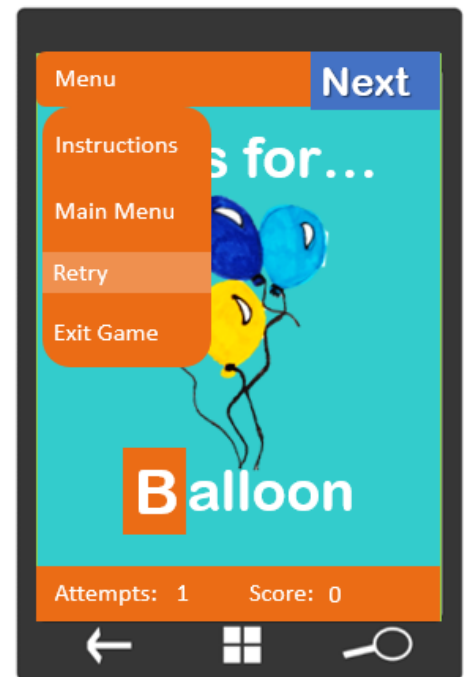 Menu
Next
Instructions
s for...
Main Menu
Retry
Exit Game
Balloon
Attempts: 1 Score: 0